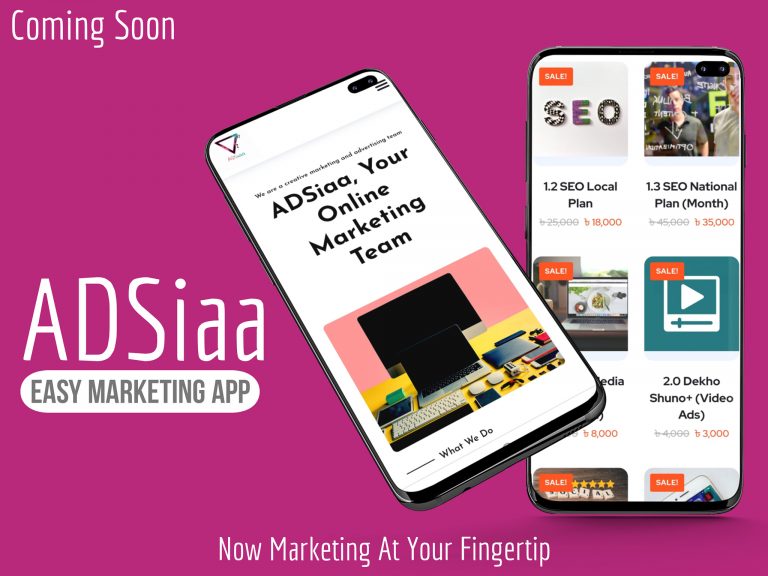 Coming Soon
ADSiaa
EASY MARKETING APP
ADSiaa
We are a creative marketing and advertising team
ADSiaa, Your
Online
Marketing
Team
What We Do
SALE!
SALE!
SEO
1.2 SEO Local
Plan
৳ 25,000 ৳ 18,000
1.3 SEO National
Plan (Month)
৳ 45,000 ৳ 35,000
SALE!
SALE!
edia
৳ 8,000
2.0 Dekho
Shuno+ (Video
Ads)
৳ 4,000 ৳ 3,000
SALE!
SALE!
Now Marketing At Your Fingertip